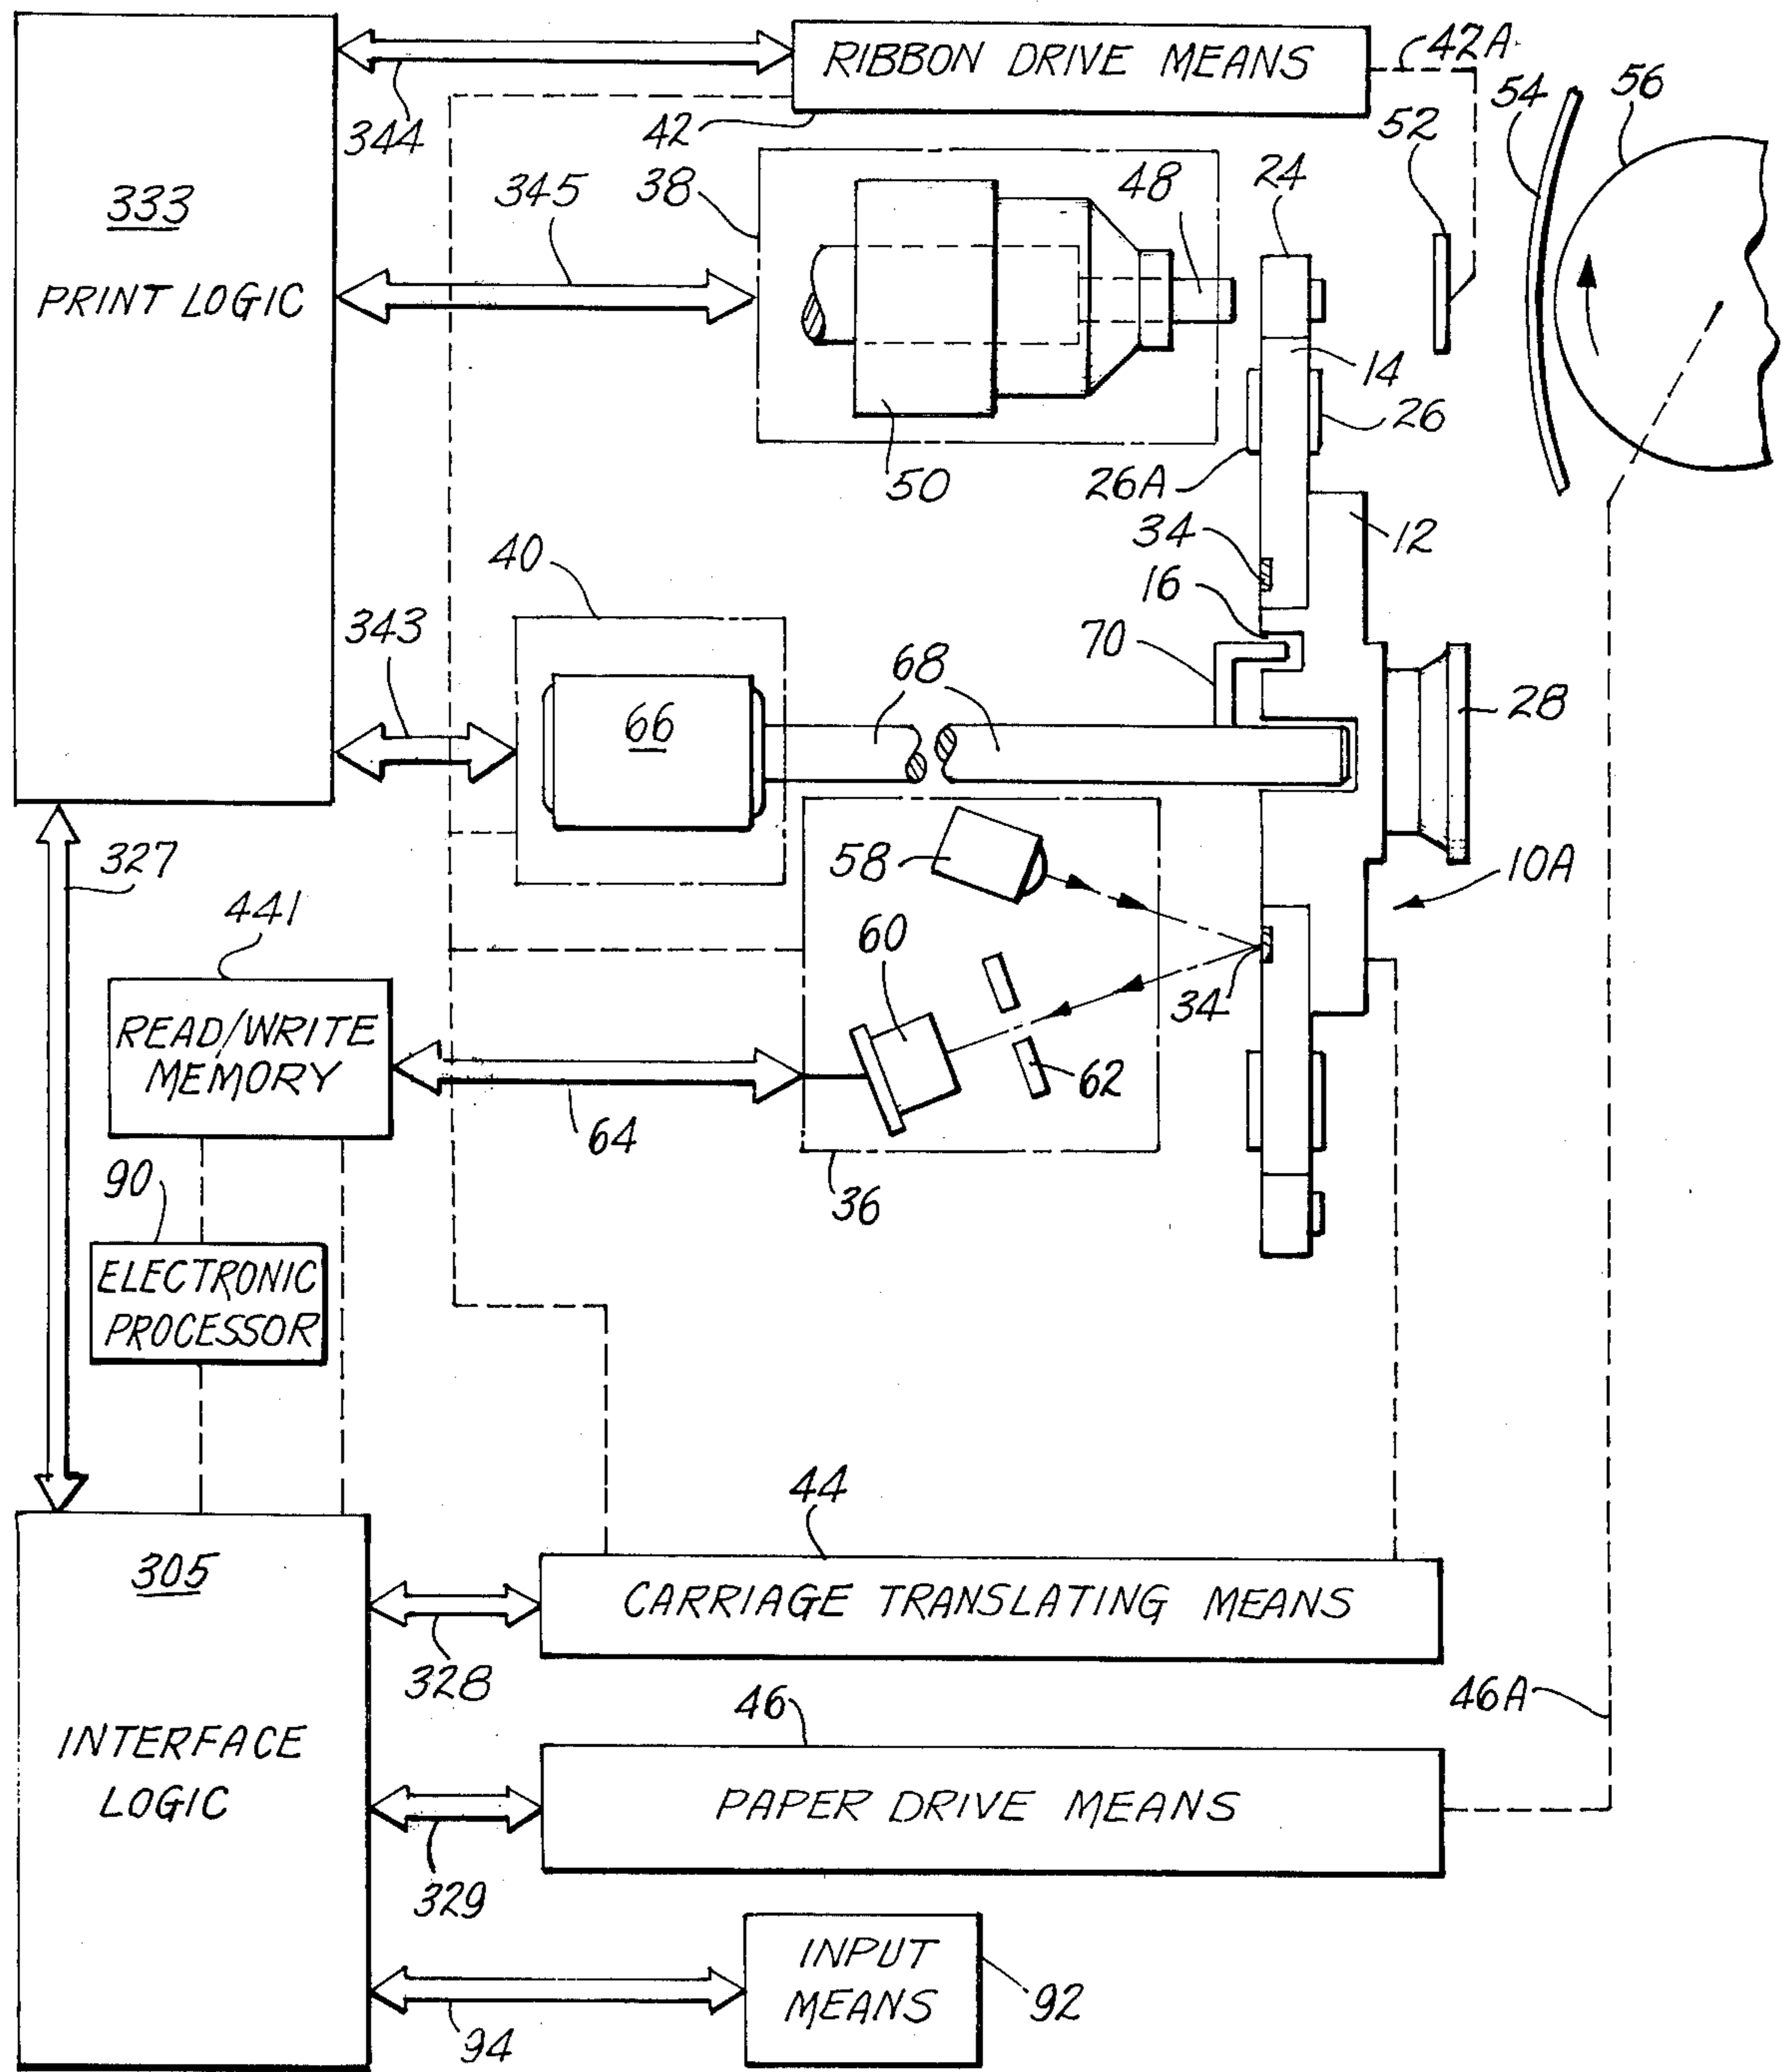 RIBBON DRIVE MEANS
42A
54
56
344
42
52
333
PRINT LOGIC
345
38
48
24
14
26
50
26A
12
34
40
16
343
70
68
28
66
327
58
10A
441
60
34
READ/WRITE
MEMORY
62
64
90
36
ELECTRONIC
PROCESSOR
44
305
CARRIAGE TRANSLATING MEANS
328
46
46A
INTERFACE
LOGIC
PAPER DRIVE MEANS
329
INPUT
MEANS
92
94